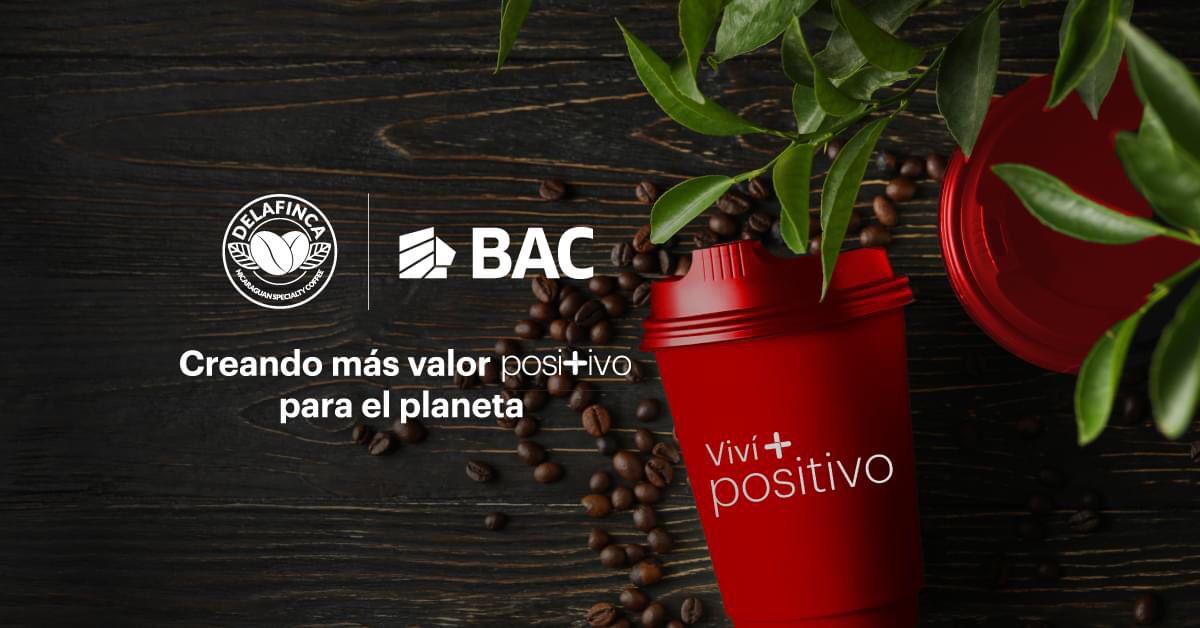 DELAFINCA
NICARAGUAN SPECIALTY COFFEE
BAC
Creando más valor posi+ivo
para el planeta
Viví +
positivo